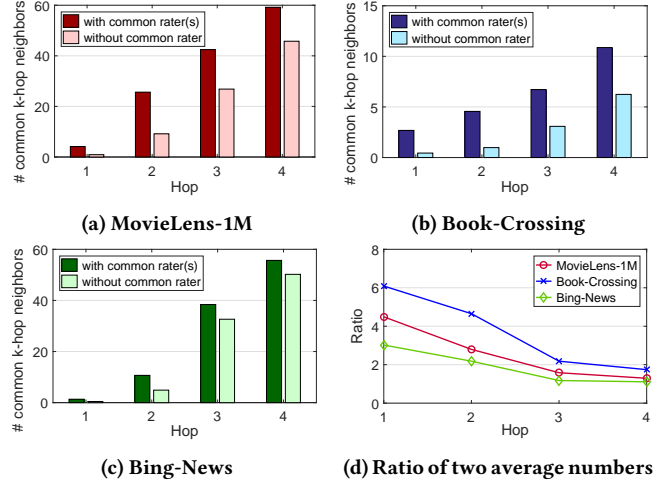 # common k-hop neighbors
60
40
20
0
with common rater(s)
without common rater
1 2 3 4
Hop
(a) MovieLens-1M
# common k-hop neighbors
15
10
5
0
with common rater(s)
without common rater
1 2 3 4
Hop
(b) Book-Crossing
# common k-hop neighbors
60
40
20
0
with common rater(s)
without common rater
1 2 3 4
Hop
(c) Bing-News
Ratio
8
6
4
2
0
MovieLens-1M
Book-Crossing
Bing-News
1 2 3 4
Hop
(d) Ratio of two average numbers